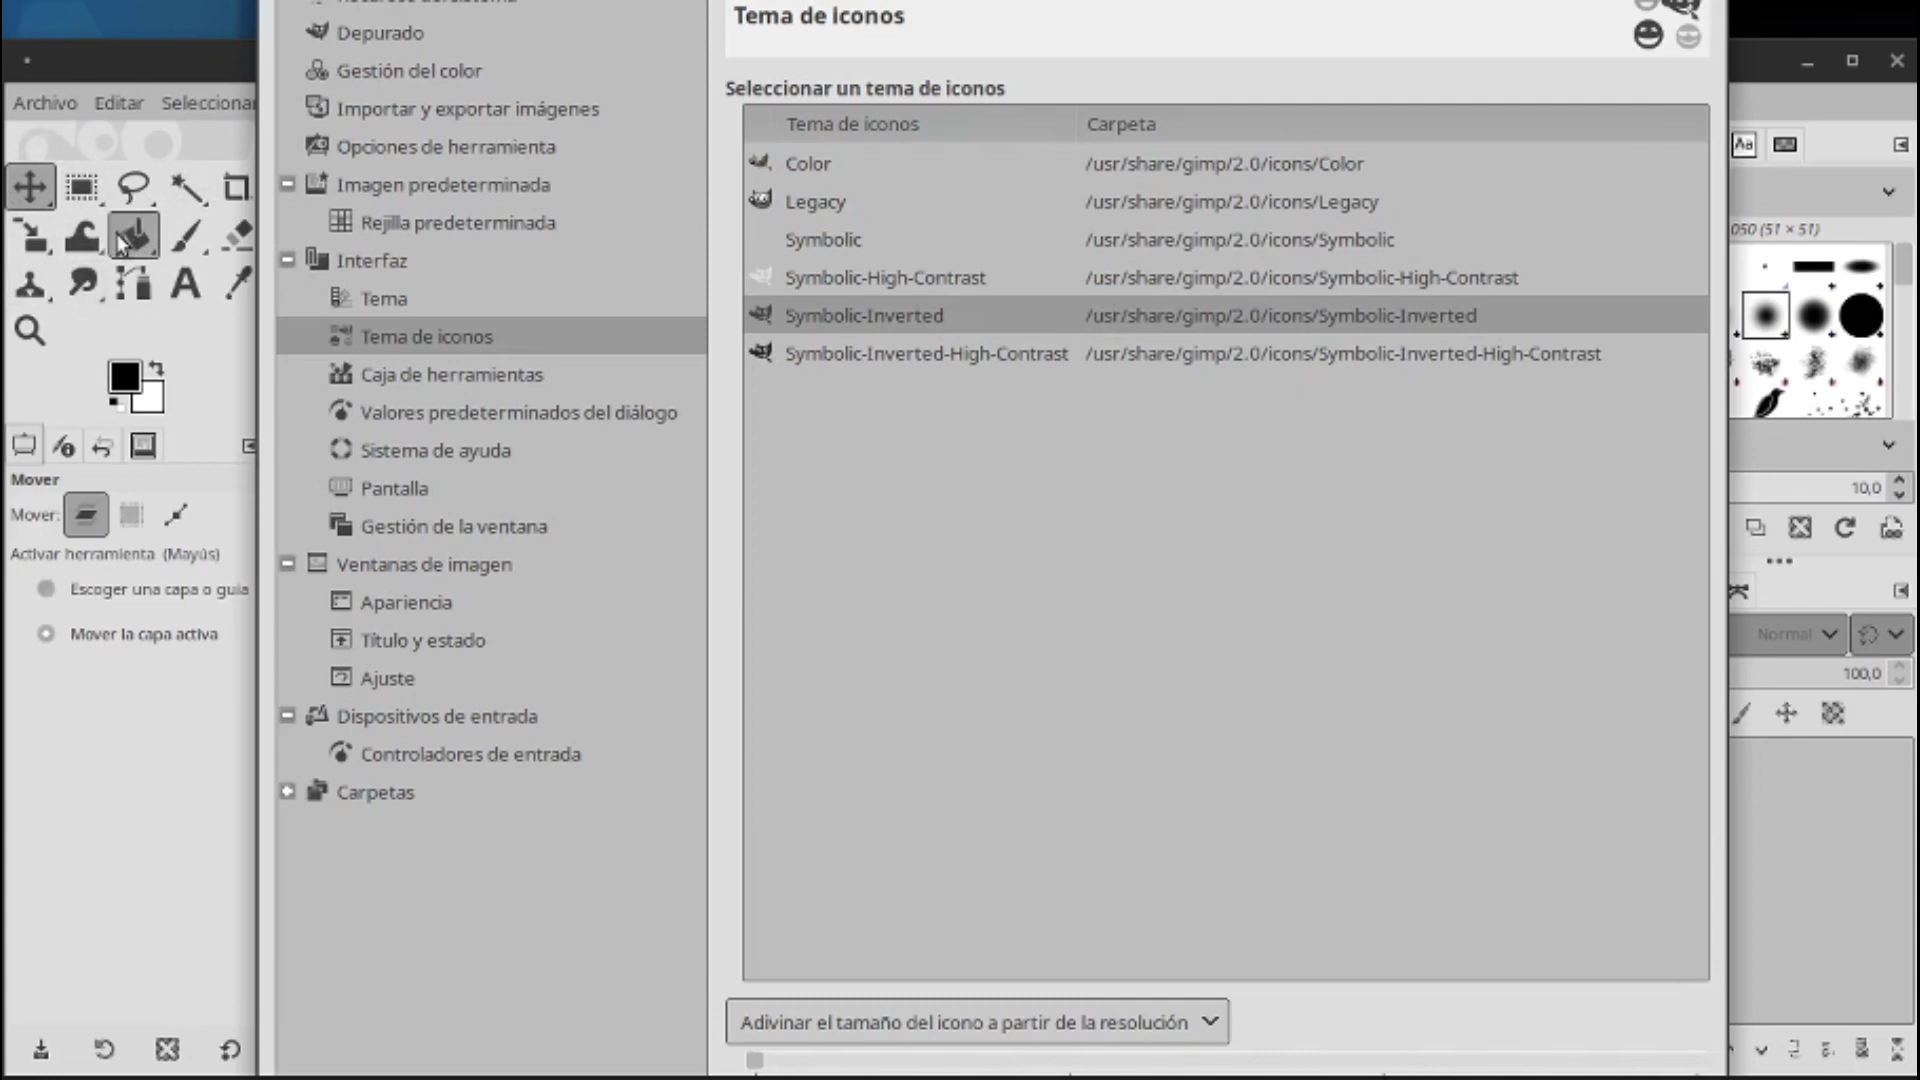 Archivo Editar Seleccionar
Mover
Mover:
Activar herramienta (Mayús)
Escoger una capa o guía
Mover la capa activa
Depurado
Gestión del color
Importar y exportar imágenes
Opciones de herramienta
Imagen predeterminada
Rejilla predeterminada
Interfaz
Tema
Tema de iconos
Caja de herramientas
Valores predeterminados del diálogo
Sistema de ayuda
Pantalla
Gestión de la ventana
Ventanas de imagen
Apariencia
Título y estado
Ajuste
Dispositivos de entrada
Controladores de entrada
Carpetas
Tema de iconos
Seleccionar un tema de iconos
Tema de iconos Carpeta
Color /usr/share/gimp/2.0/icons/Color
Legacy /usr/share/gimp/2.0/icons/Legacy
Symbolic /usr/share/gimp/2.0/icons/Symbolic
Symbolic-High-Contrast /usr/share/gimp/2.0/icons/Symbolic-High-Contrast
Symbolic-Inverted /usr/share/gimp/2.0/icons/Symbolic-Inverted
Symbolic-Inverted-High-Contrast /usr/share/gimp/2.0/icons/Symbolic-Inverted-High-Contrast
Adivinar el tamaño del icono a partir de la resolución
Aa
050 (51 × 51)
10,0
Normal
100,0